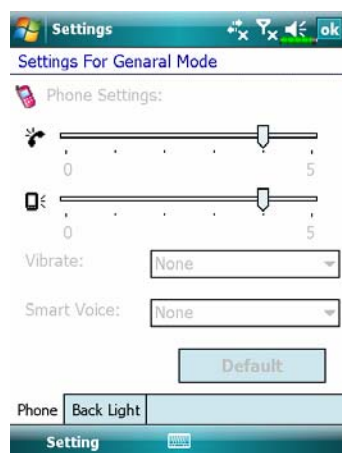 Settings ok
Settings For Genaral Mode
Phone Settings:
0 5
0 5
Vibrate: None
Smart Voice: None
Default
Phone Back Light
Setting